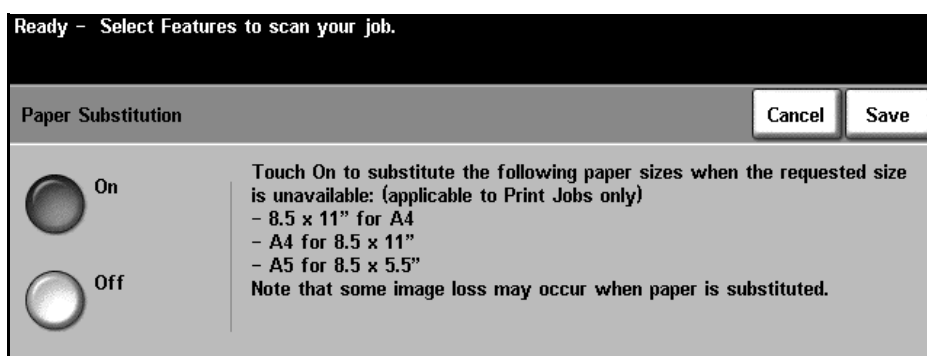 Ready – Select Features to scan your job.
Paper Substitution
Cancel
Save
On
Off
Touch On to substitute the following paper sizes when the requested size
is unavailable: (applicable to Print Jobs only)
– 8.5 x 11” for A4
– A4 for 8.5 x 11”
– A5 for 8.5 x 5.5”
Note that some image loss may occur when paper is substituted.